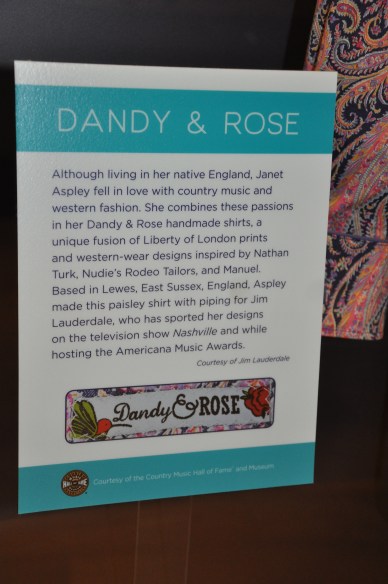 DANDY & ROSE
Although living in her native England, Janet
Aspley fell in love with country music and
western fashion. She combines these passions
in her Dandy & Rose handmade shirts, a
unique fusion of Liberty of London prints
and western-wear designs inspired by Nathan
Turk, Nudie's Rodeo Tailors, and Manuel.
Based in Lewes, East Sussex, England, Aspley
made this paisley shirt with piping for Jim
Lauderdale, who has sported her designs
on the television show Nashville and while
hosting the Americana Music Awards.
Courtesy of Jim Lauderdale
Dandy & ROSE
Courtesy of the Country Music Hall of Fame® and Museum